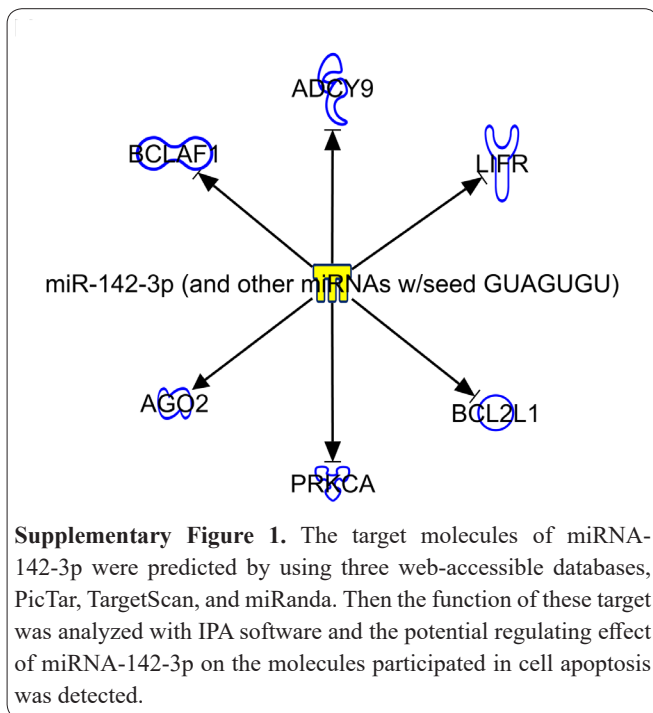 ADCY9
BCLAF1
LIFR
miR-142-3p (and other miRNAs w/seed GUAGUGU)
AGO2
BCL2L1
PRKCA
Supplementary Figure 1. The target molecules of miRNA-
142-3p were predicted by using three web-accessible databases,
PicTar, TargetScan, and miRanda. Then the function of these target
was analyzed with IPA software and the potential regulating effect
of miRNA-142-3p on the molecules participated in cell apoptosis
was detected.